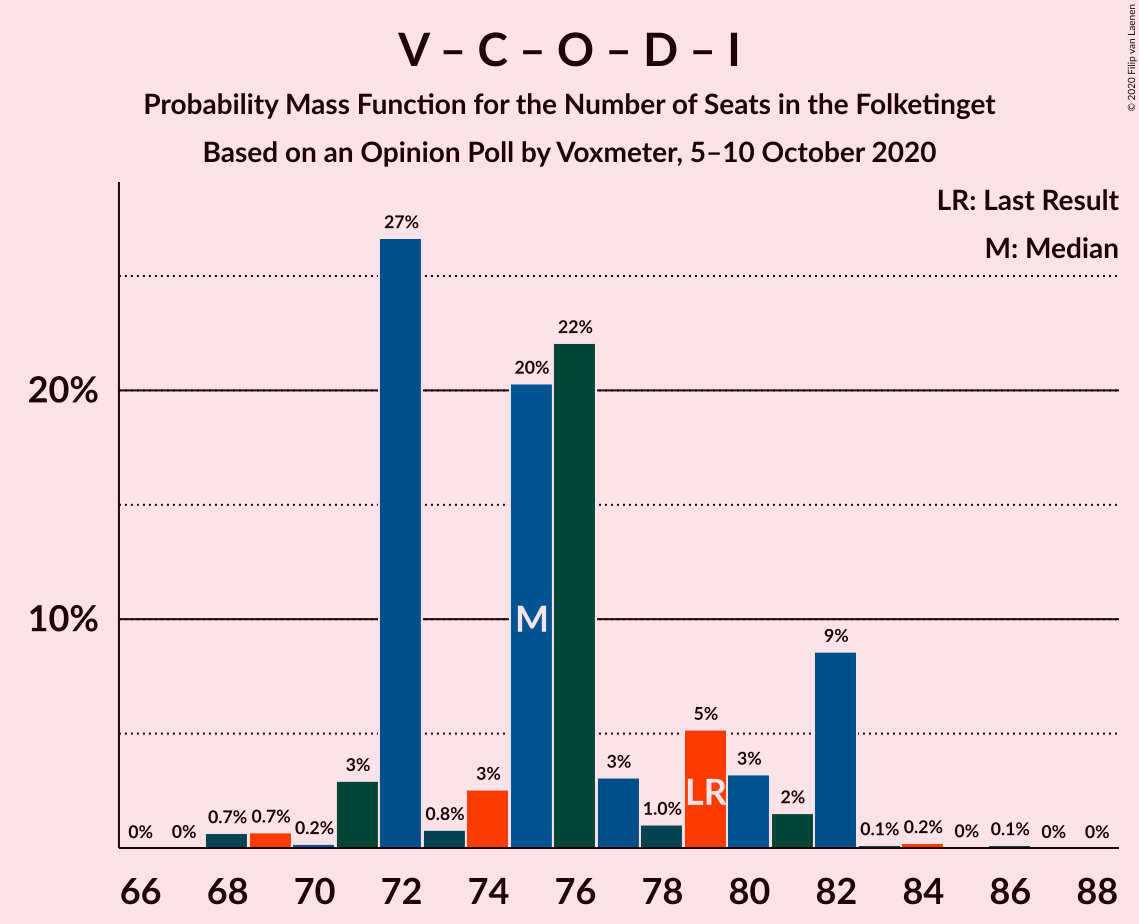 V – C – O – D – I
Probability Mass Function for the Number of Seats in the Folketinget
Based on an Opinion Poll by Voxmeter, 5–10 October 2020
© 2020 Filip van Laenen
LR: Last Result
M: Median
20%
10%
0%
0%
0.7%
0.7%
0.2%
3%
27%
0.8%
3%
20%
22%
3%
1.0%
5%
3%
2%
9%
0.1%
0.2%
0%
0.1%
0%
0%
M
LR
66 68 70 72 74 76 78 80 82 84 86 88